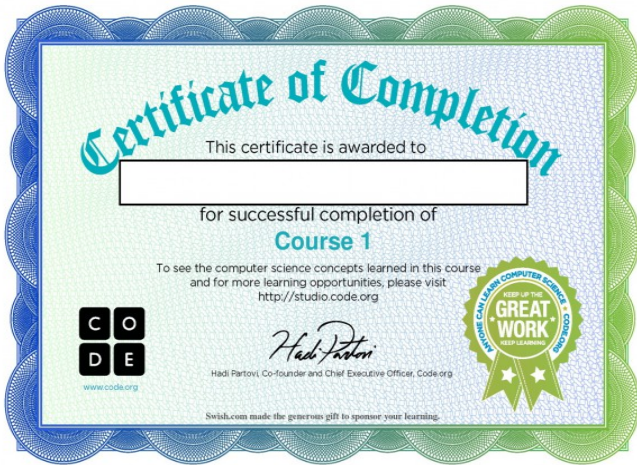 Certificate of Completion
This certificate is awarded to
for successful completion of
Course 1
To see the computer science concepts learned in this course
and for more learning opportunities, please visit
http://studio.code.org
C O
D E
www.code.org
Hadi Partovi
Hadi Partovi, Co-founder and Chief Executive Officer, Code.org
ANYONE CAN LEARN COMPUTER SCIENCE • CODE.ORG
KEEP UP THE
GREAT
WORK
KEEP LEARNING
Swish.com made the generous gift to sponsor your learning.